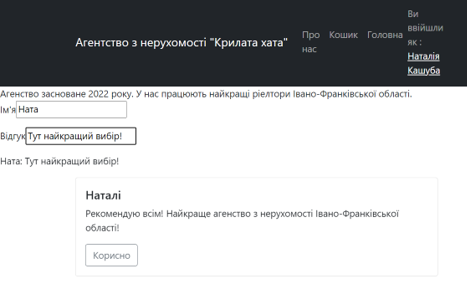 Агентство з нерухомості "Крилата хата"
Про нас
Кошик
Головна
Ви ввійшли як :
Наталія Кашуба
Агенство засноване 2022 року. У нас працюють найкращі ріелтори Івано-Франківської області.
Ім'я Ната
Відгук Тут найкращий вибір!
Ната: Тут найкращий вибір!
Наталі
Рекомендую всім! Найкраще агенство з нерухомості Івано-Франківської
області!
Корисно